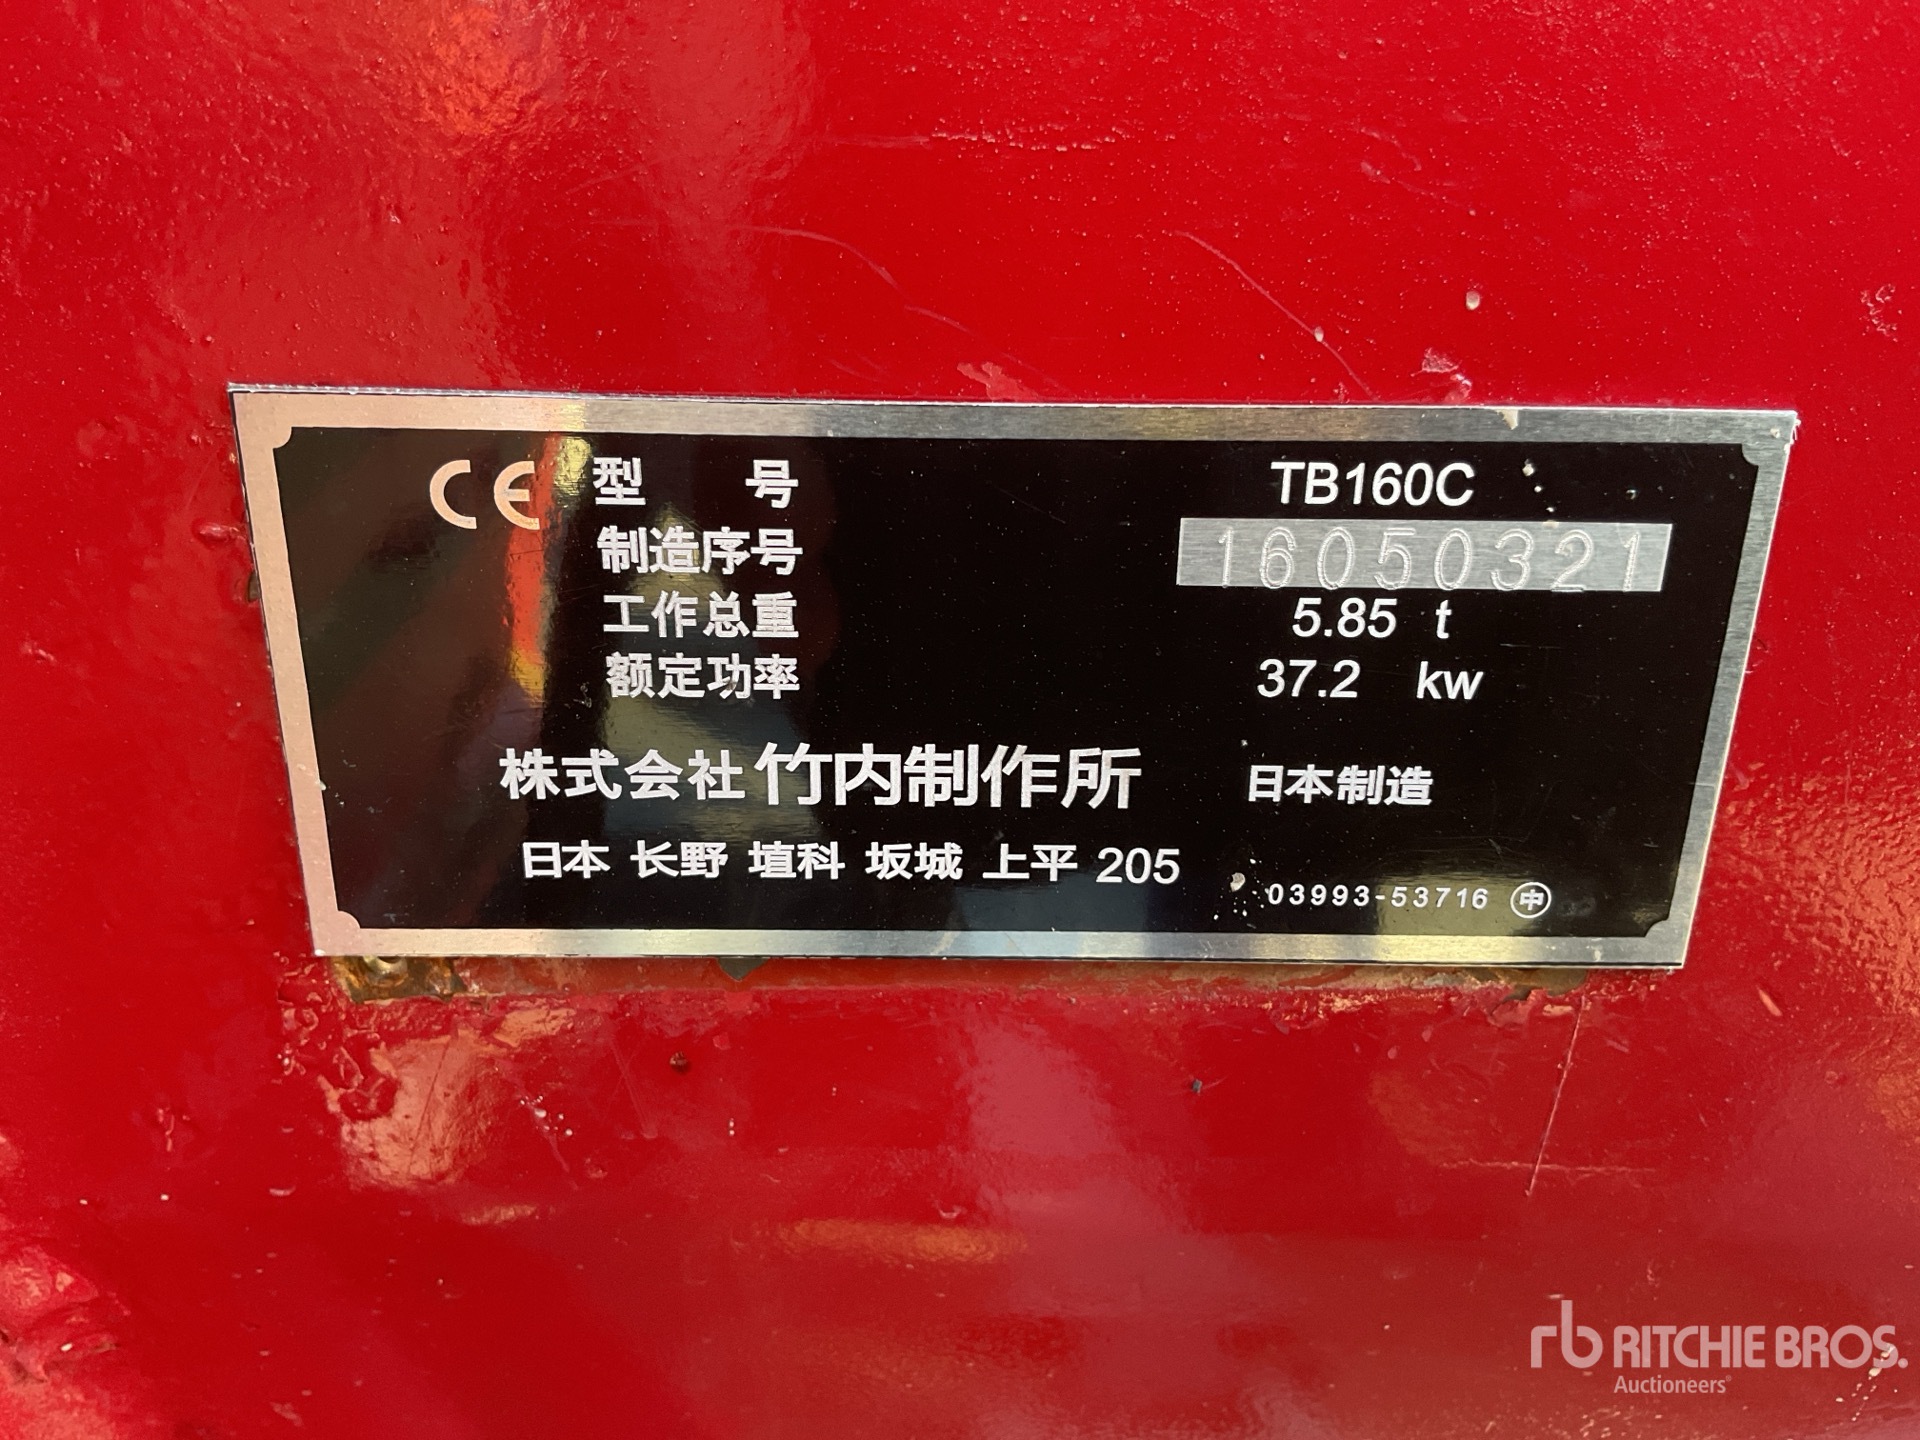 CE 型 号 TB160C
制造序号 16050321
工作总重 5.85 t
额定功率 37.2 kw
株式会社 竹内制作所 日本制造
日本 长野 埴科 坂城 上平 205
03993-53716 中
rb RITCHIE BROS.
Auctioneers